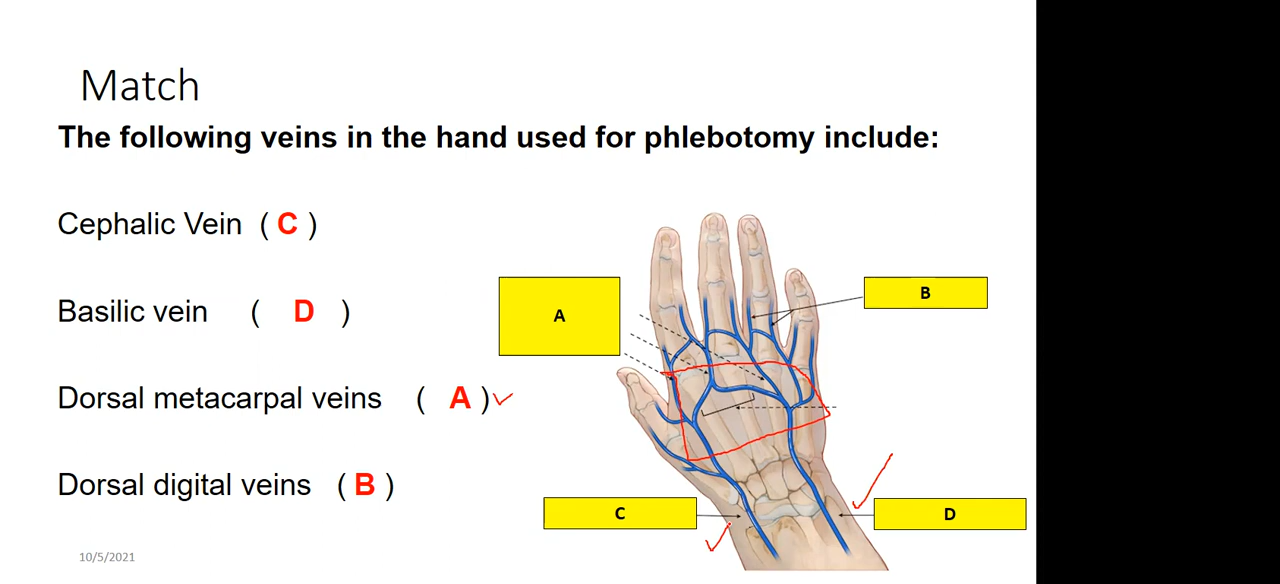 Match
The following veins in the hand used for phlebotomy include:
Cephalic Vein ( C )
Basilic vein ( D )
Dorsal metacarpal veins ( A )
Dorsal digital veins ( B )
A
B
C
D
10/5/2021